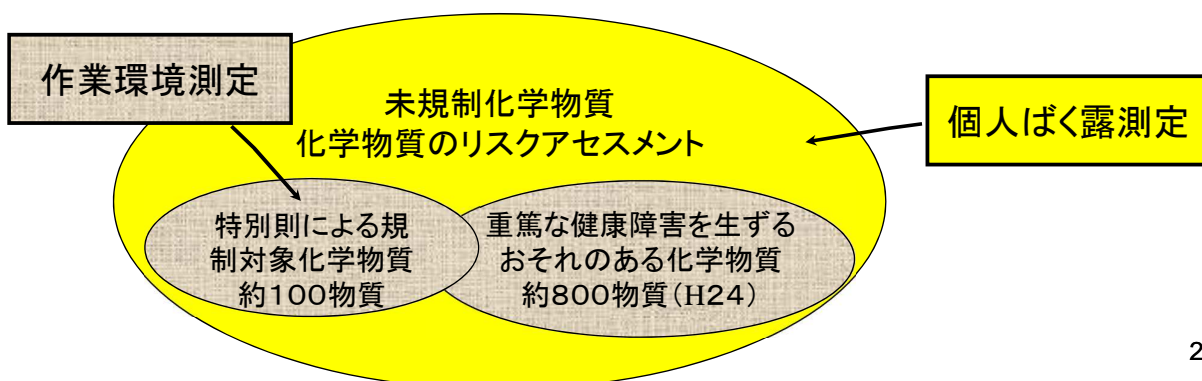 作業環境測定
未規制化学物質
化学物質のリスクアセスメント
個人ばく露測定
特別則による規
制対象化学物質
約100物質
重篤な健康障害を生ずる
おそれのある化学物質
約800物質(H24)
2